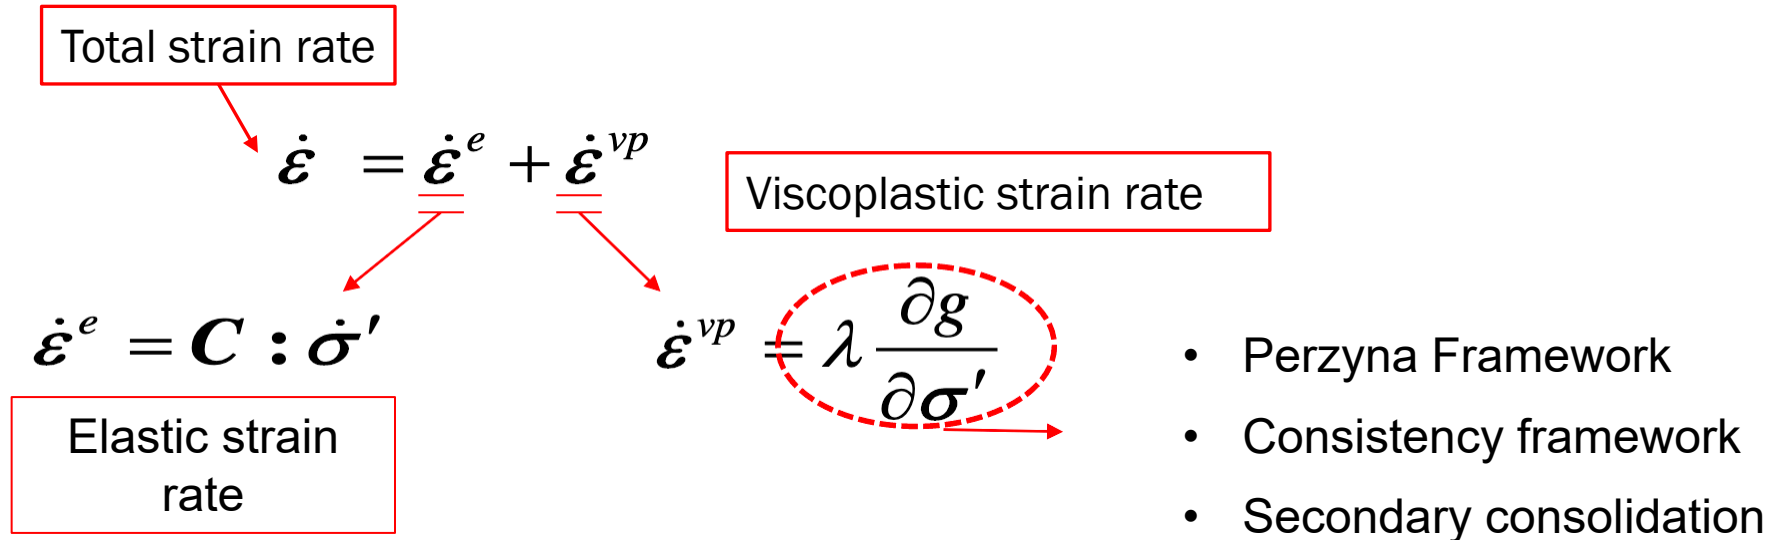 Total strain rate
ε̇ = ε̇ᵉ + ε̇ᵛᵖ
Viscoplastic strain rate
ε̇ᵉ = C : σ̇′
ε̇ᵛᵖ = λ ∂g/∂σ′
Elastic strain
rate
• Perzyna Framework
• Consistency framework
• Secondary consolidation